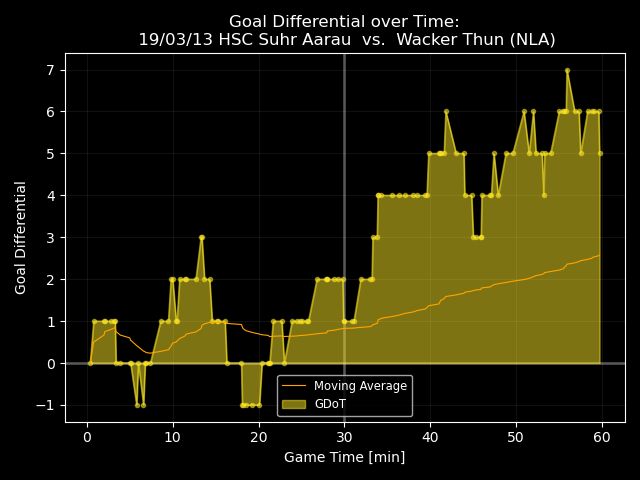 Goal Differential over Time:
19/03/13 HSC Suhr Aarau  vs.  Wacker Thun (NLA)
7
6
5
4
3
2
1
0
−1
Goal Differential
Moving Average
GDoT
0 10 20 30 40 50 60
Game Time [min]